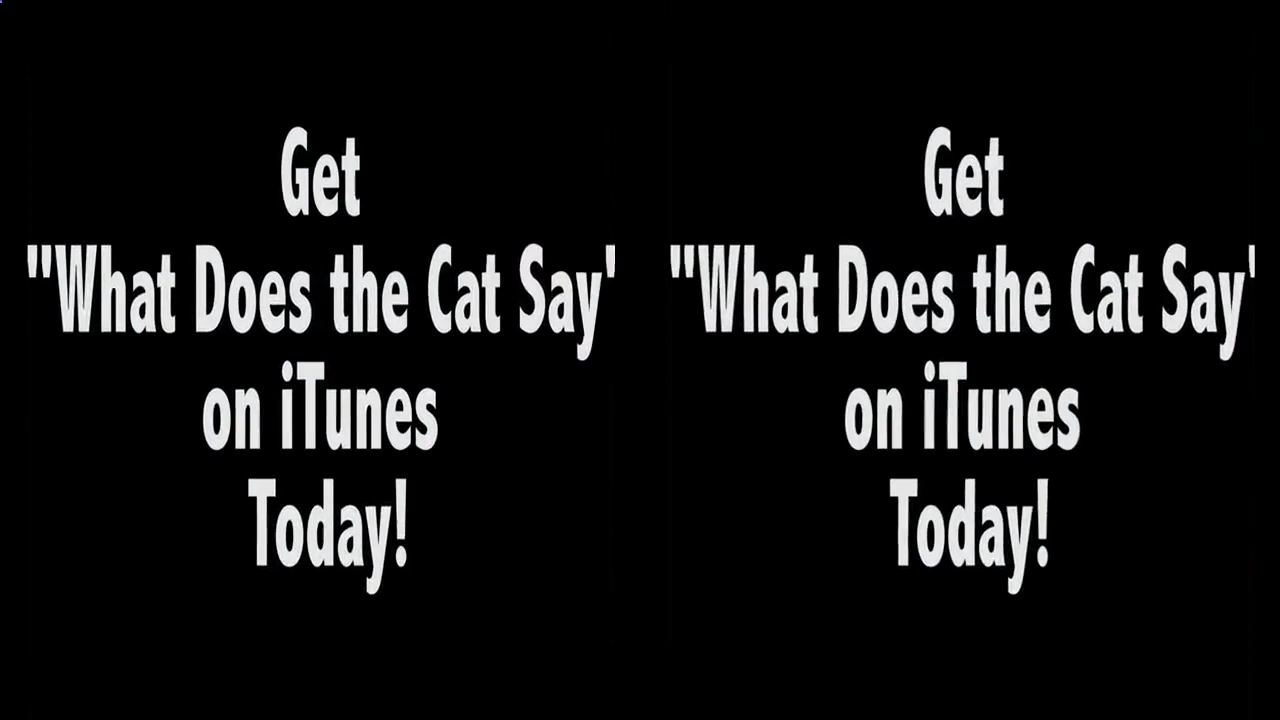 Get
"What Does the Cat Say'
on iTunes
Today!
Get
"What Does the Cat Say'
on iTunes
Today!